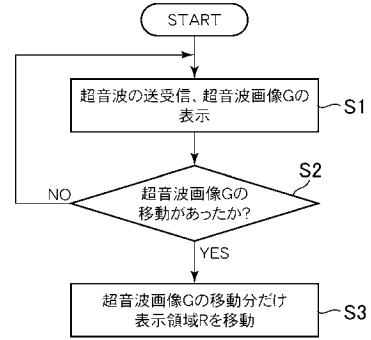 START
超音波の送受信、超音波画像Gの
表示
S1
S2
超音波画像Gの
移動があったか?
NO
YES
超音波画像Gの移動分だけ
表示領域Rを移動
S3